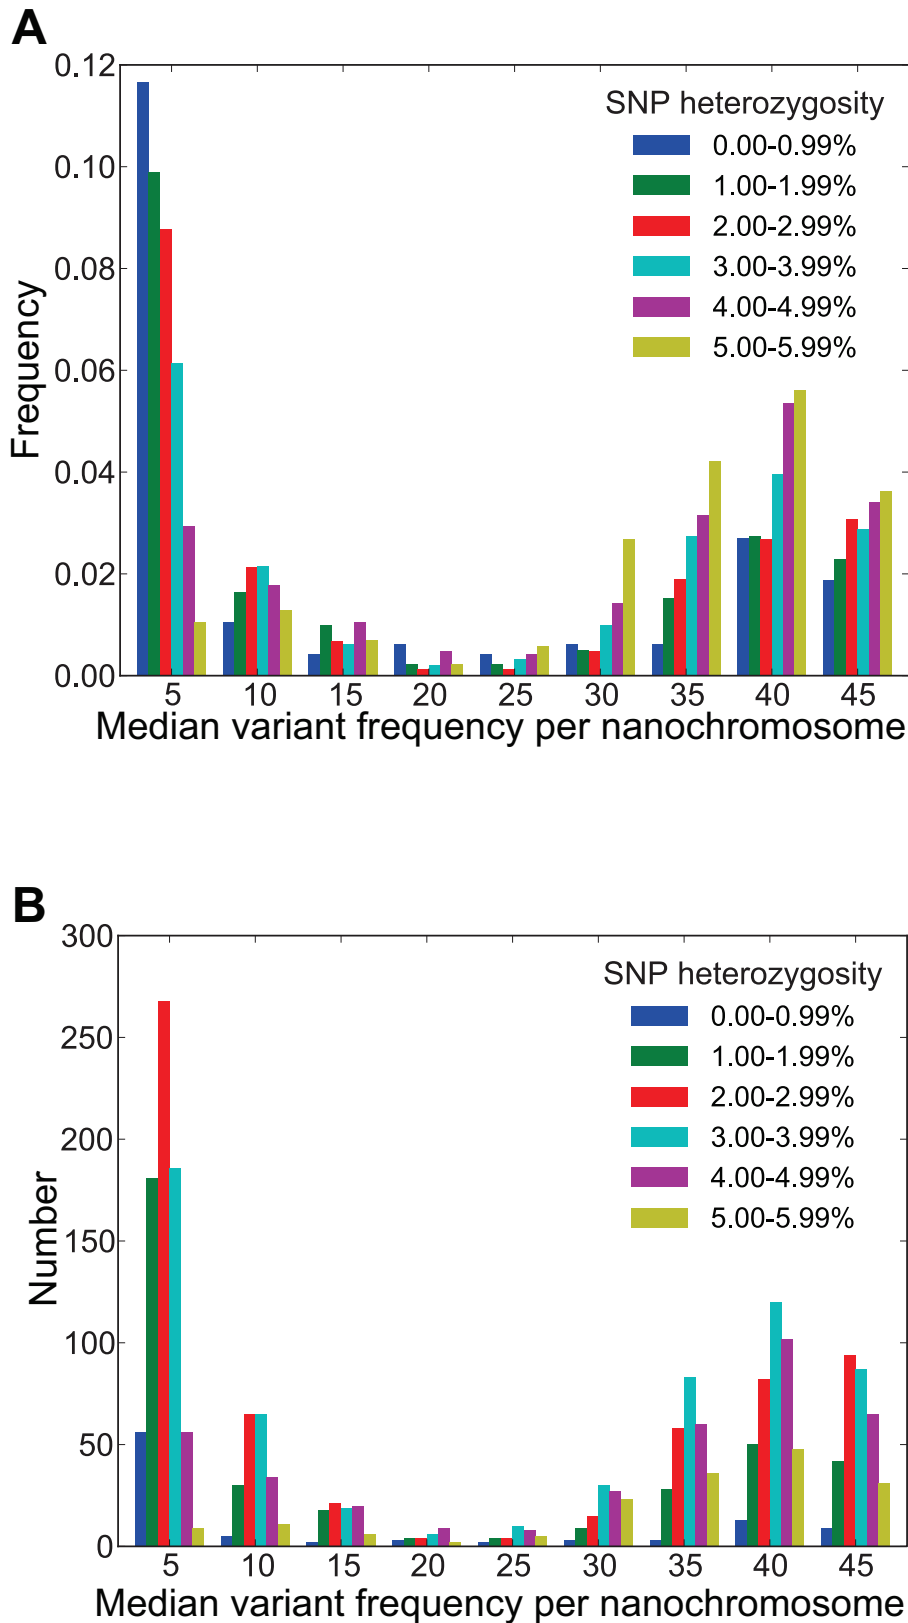 A
0.12
0.10
0.08
0.06
0.04
0.02
0.00
Frequency
SNP heterozygosity
0.00-0.99%
1.00-1.99%
2.00-2.99%
3.00-3.99%
4.00-4.99%
5.00-5.99%
5 10 15 20 25 30 35 40 45
Median variant frequency per nanochromosome
B
300
250
200
150
100
50
0
Number
SNP heterozygosity
0.00-0.99%
1.00-1.99%
2.00-2.99%
3.00-3.99%
4.00-4.99%
5.00-5.99%
5 10 15 20 25 30 35 40 45
Median variant frequency per nanochromosome